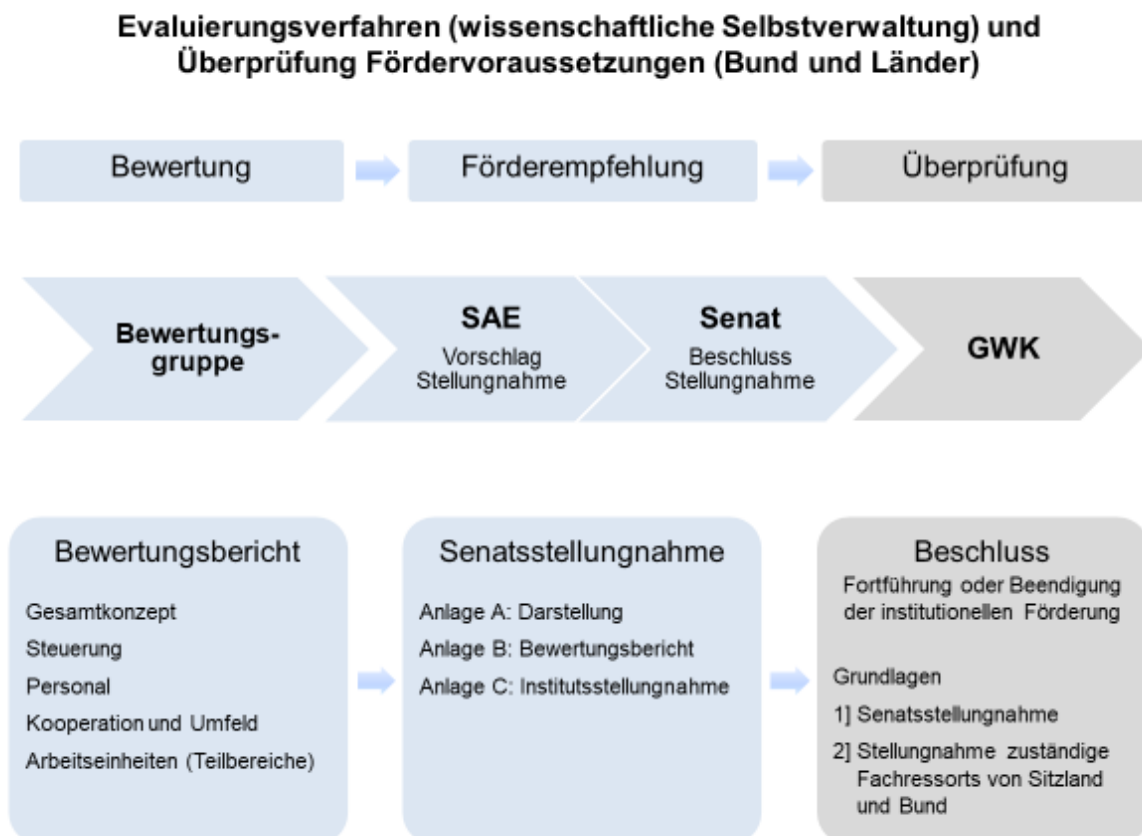 Evaluierungsverfahren (wissenschaftliche Selbstverwaltung) und
Überprüfung Fördervoraussetzungen (Bund und Länder)
Bewertung
Förderempfehlung
Überprüfung
Bewertungs-
gruppe
SAE
Vorschlag
Stellungnahme
Senat
Beschluss
Stellungnahme
GWK
Bewertungsbericht
Gesamtkonzept
Steuerung
Personal
Kooperation und Umfeld
Arbeitseinheiten (Teilbereiche)
Senatsstellungnahme
Anlage A: Darstellung
Anlage B: Bewertungsbericht
Anlage C: Institutsstellungnahme
Beschluss
Fortführung oder Beendigung
der institutionellen Förderung
Grundlagen
1] Senatsstellungnahme
2] Stellungnahme zuständige
Fachressorts von Sitzland
und Bund